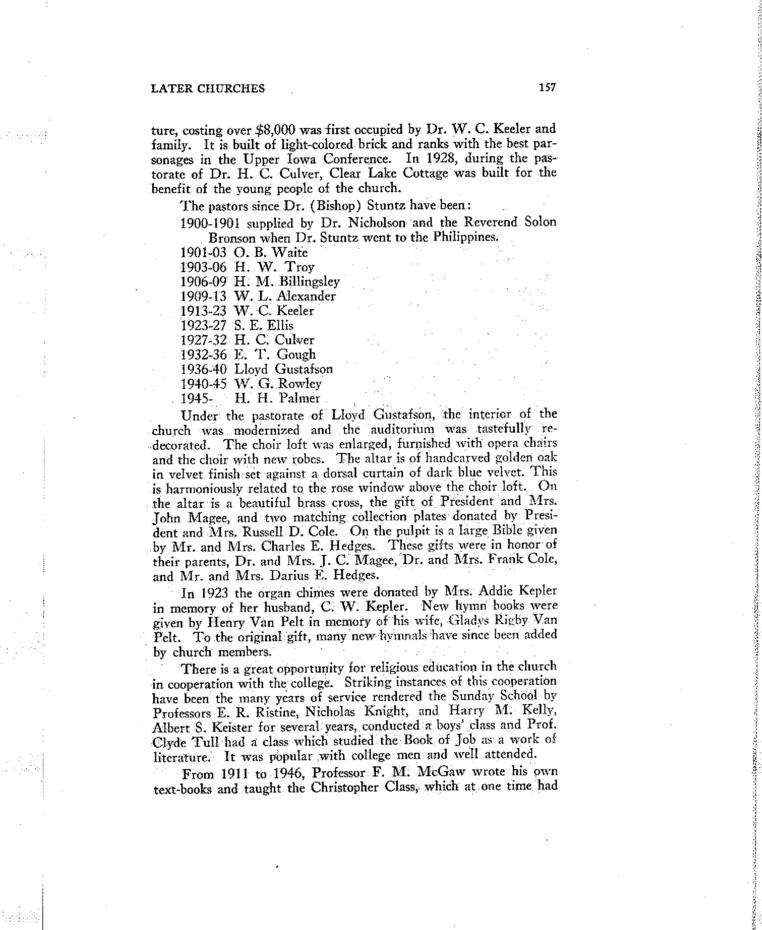 LATER CHURCHES 157
ture, costing over $8,000 was first occupied by Dr. W. C. Keeler and
family. It is built of light-colored brick and ranks with the best par-
sonages in the Upper Iowa Conference. In 1928, during the pas-
torate of Dr. H. C. Culver, Clear Lake Cottage was built for the
benefit of the young people of the church.
The pastors since Dr. (Bishop) Stuntz have been:
1900-1901 supplied by Dr. Nicholson and the Reverend Solon
Bronson when Dr. Stuntz went to the Philippines.
1901-03 O. B. Waite
1903-06 H. W. Troy
1906-09 H. M. Billingsley
1909-13 W. L. Alexander
1913-23 W. C. Keeler
1923-27 S. E. Ellis
1927-32 H. C. Culver
1932-36 E. T. Gough
1936-40 Lloyd Gustafson
1940-45 W. G. Rowley
1945- H. H. Palmer
Under the pastorate of Lloyd Gustafson, the interior of the
church was modernized and the auditorium was tastefully re-
decorated. The choir loft was enlarged, furnished with opera chairs
and the choir with new robes. The altar is of handcarved golden oak
in velvet finish set against a dorsal curtain of dark blue velvet. This
is harmoniously related to the rose window above the choir loft. On
the altar is a beautiful brass cross, the gift of President and Mrs.
John Magee, and two matching collection plates donated by Presi-
dent and Mrs. Russell D. Cole. On the pulpit is a large Bible given
by Mr. and Mrs. Charles E. Hedges. These gifts were in honor of
their parents, Dr. and Mrs. J. C. Magee, Dr. and Mrs. Frank Cole,
and Mr. and Mrs. Darius E. Hedges.
In 1923 the organ chimes were donated by Mrs. Addie Kepler
in memory of her husband, C. W. Kepler. New hymn books were
given by Henry Van Pelt in memory of his wife, Gladys Rigby Van
Pelt. To the original gift, many new hymnals have since been added
by church members.
There is a great opportunity for religious education in the church
in cooperation with the college. Striking instances of this cooperation
have been the many years of service rendered the Sunday School by
Professors E. R. Ristine, Nicholas Knight, and Harry M. Kelly,
Albert S. Keister for several years, conducted a boys' class and Prof.
Clyde Tull had a class which studied the Book of Job as a work of
literature. It was popular with college men and well attended.
From 1911 to 1946, Professor F. M. McGaw wrote his own
text-books and taught the Christopher Class, which at one time had